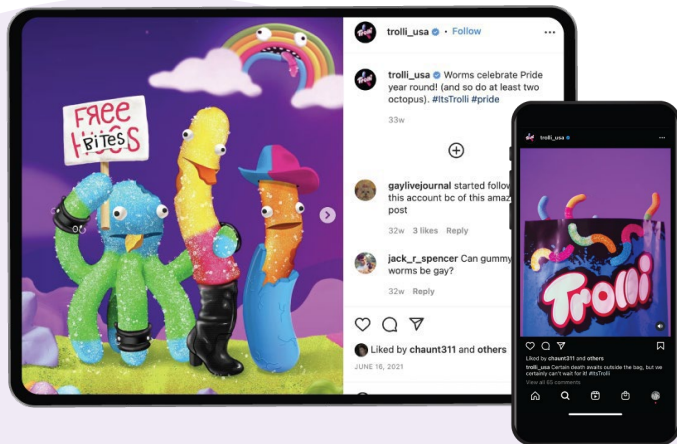 trolli_usa • Follow
trolli_usa Worms celebrate Pride
year round! (and so do at least two
octopus). #ItsTrolli #pride
33w
gaylivejournal started follow
this account bc of this amaz
post
32w 3 likes Reply
jack_r_spencer Can gummy
worms be gay?
32w Reply
Liked by chaunt311 and others
JUNE 16, 2021
FREE
HUGS
BITES
trolli_usa
Trolli
Liked by chaunt311 and others
trolli_usa Certain death awaits outside the bag, but we
certainly can't wait for it! #ItsTrolli
View all 65 comments